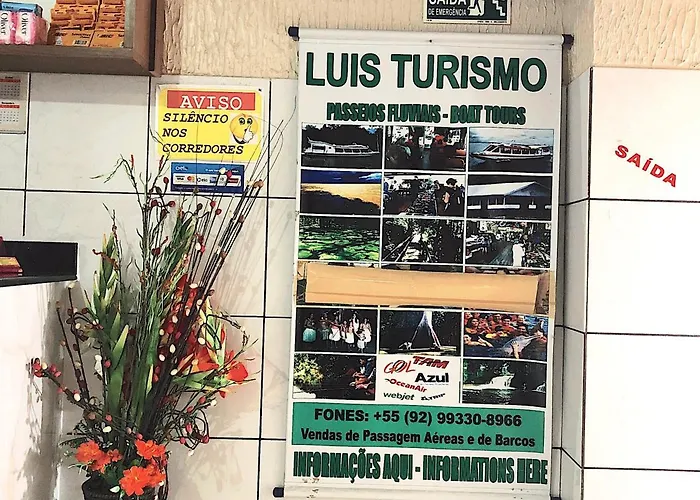 SAÍDA
DE EMERGÊNCIA
LUIS TURISMO
PASSEIOS FLUVIAIS - BOAT TOURS
AVISO
SILÊNCIO
NOS
CORREDORES
SAÍDA
GOL TAM
OceanAir
Azul
webjet TRIP
FONES: +55 (92) 99330-8966
Vendas de Passagem Aéreas e de Barcos
INFORMAÇÕES AQUI - INFORMATIONS HERE